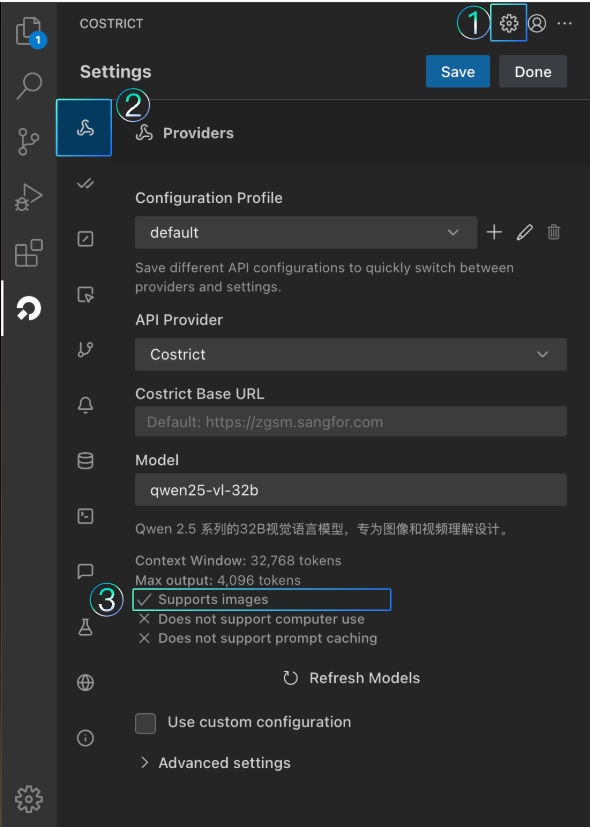 COSTRICT
1
1
Settings
Save
Done
2
Providers
Configuration Profile
default
Save different API configurations to quickly switch between
providers and settings.
API Provider
Costrict
Costrict Base URL
Default: https://zgsm.sangfor.com
Model
qwen25-vl-32b
Qwen 2.5 系列的32B视觉语言模型，专为图像和视频理解设计。
Context Window: 32,768 tokens
Max output: 4,096 tokens
3
Supports images
Does not support computer use
Does not support prompt caching
Refresh Models
Use custom configuration
Advanced settings